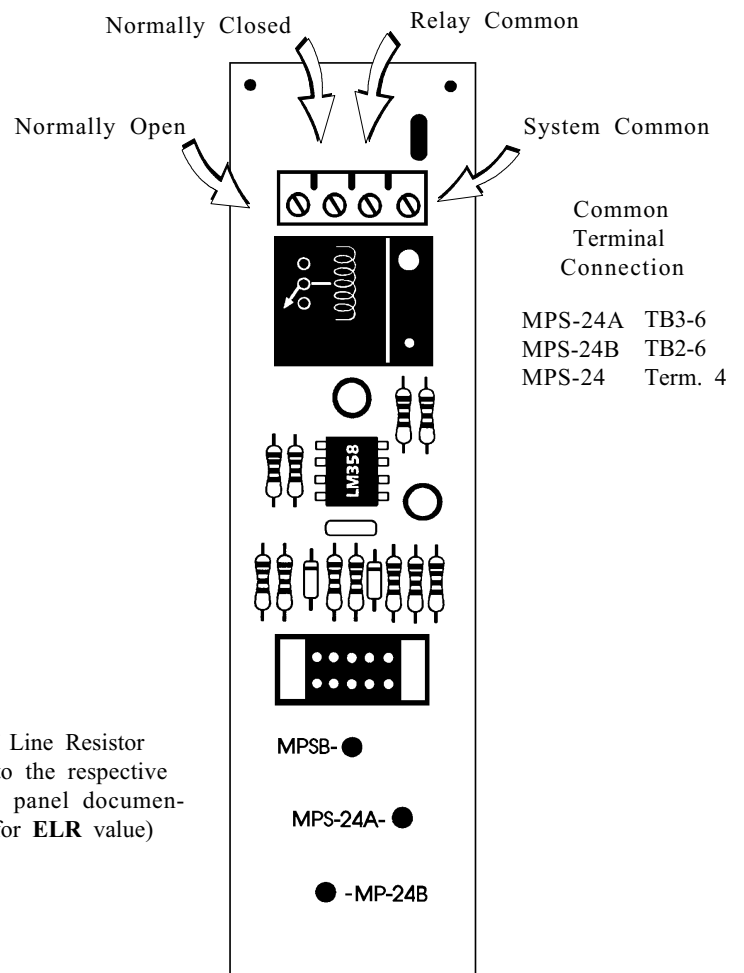 Normally Closed
Relay Common
Normally Open
System Common
Common
Terminal
Connection
MPS-24A TB3-6
MPS-24B TB2-6
MPS-24 Term. 4
LM358
Line Resistor
to the respective
panel documen-
for ELR value)
MPSB-
MPS-24A-
-MP-24B